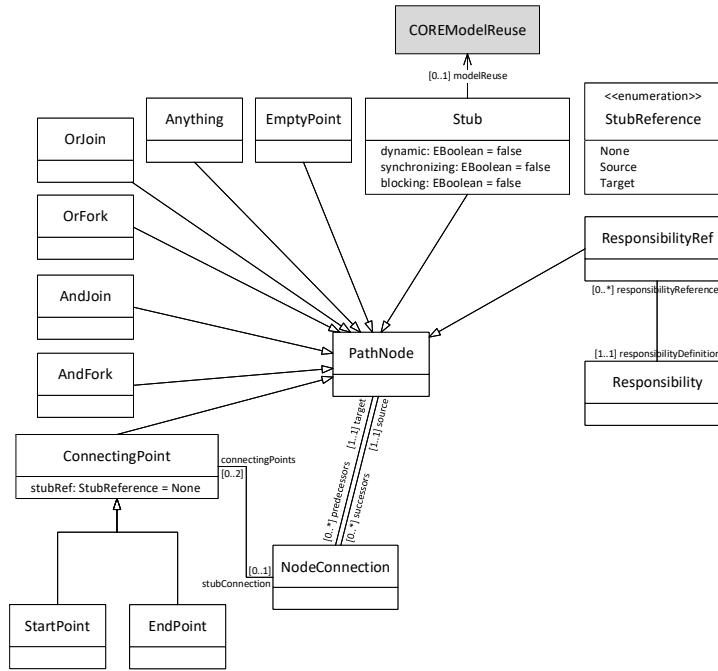 COREModelReuse
[0..1] modelReuse
Anything
EmptyPoint
Stub
dynamic: EBoolean = false
synchronizing: EBoolean = false
blocking: EBoolean = false
<<enumeration>>
StubReference
None
Source
Target
OrJoin
OrFork
ResponsibilityRef
[0..*] responsibilityReference
AndJoin
PathNode
[1..1] responsibilityDefinition
Responsibility
AndFork
[1..1] target
[1..1] source
ConnectingPoint
stubRef: StubReference = None
connectingPoints
[0..2]
[0..*] predecessors
[0..*] successors
[0..1]
stubConnection
NodeConnection
StartPoint
EndPoint